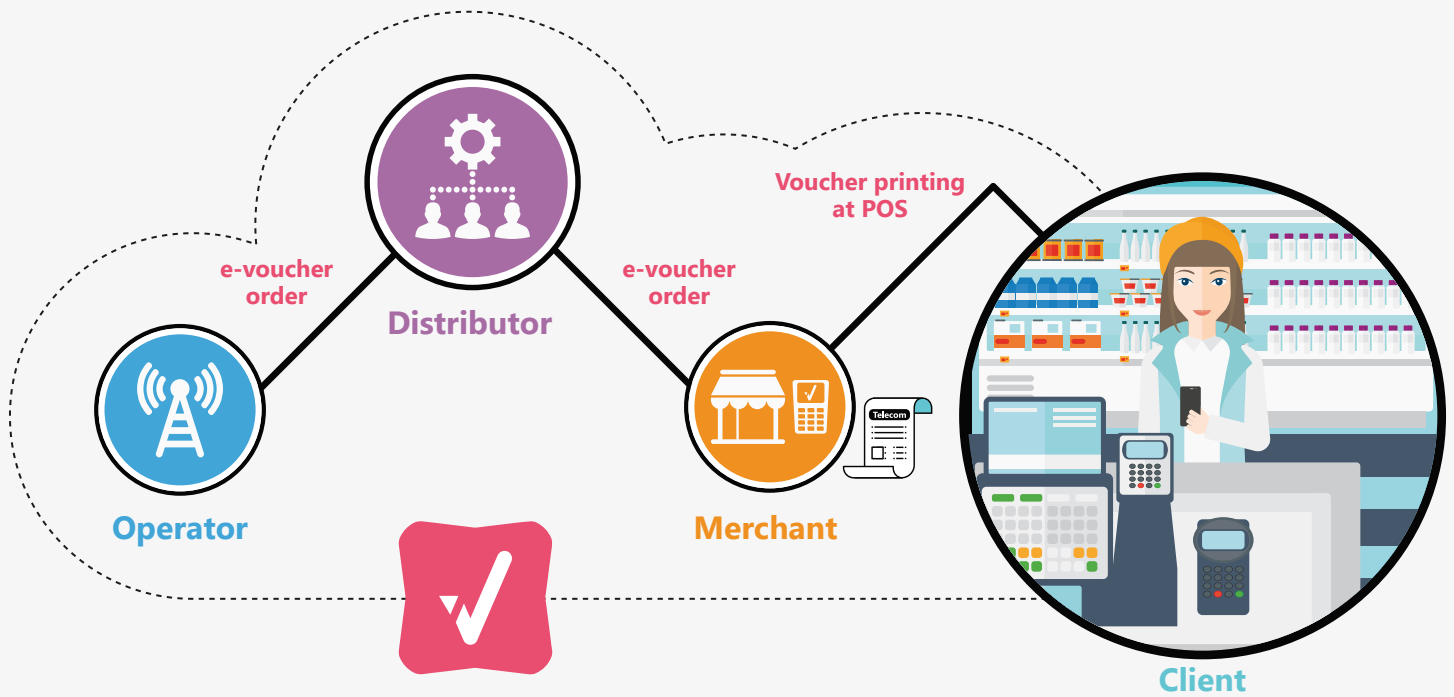 Voucher printing
at POS
e-voucher
order
e-voucher
order
Distributor
Telecom
Operator
Merchant
Client